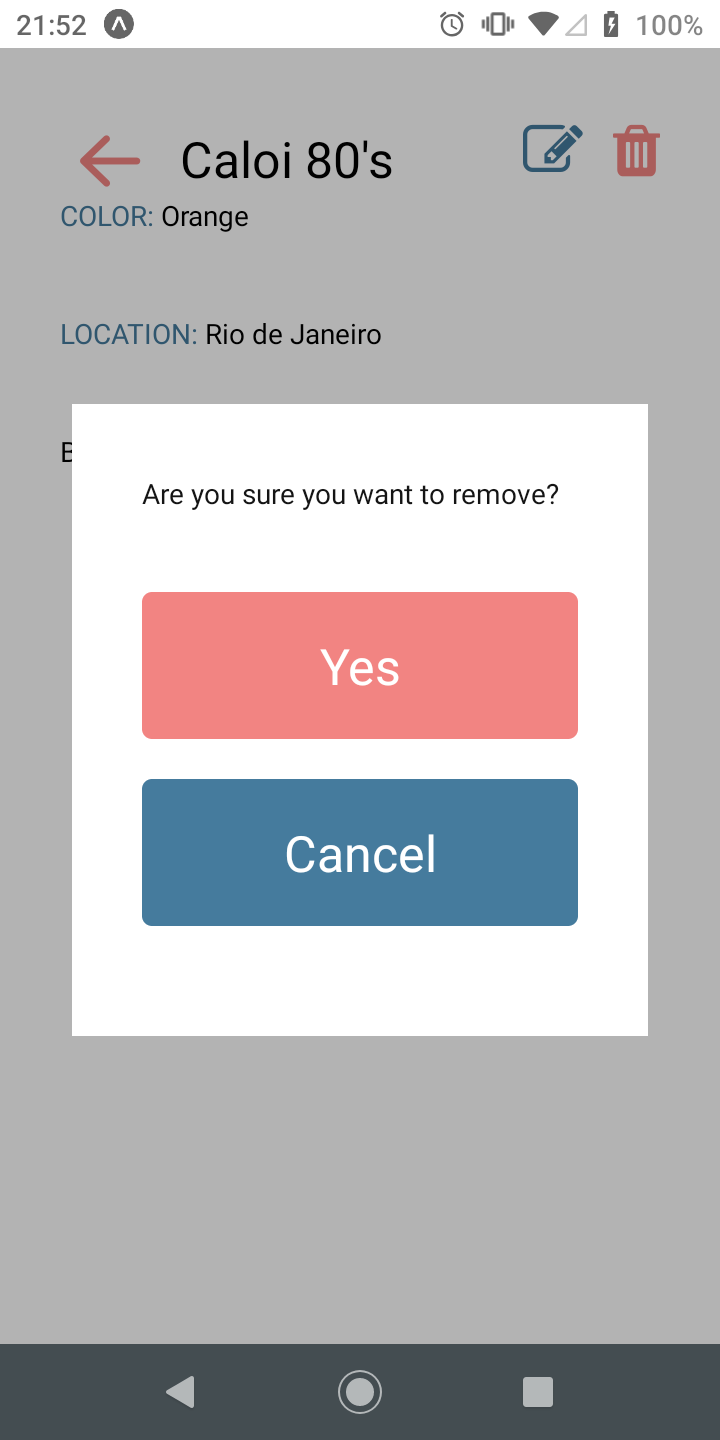 21:52 100%
Caloi 80's
COLOR: Orange
LOCATION: Rio de Janeiro
Are you sure you want to remove?
Yes
Cancel